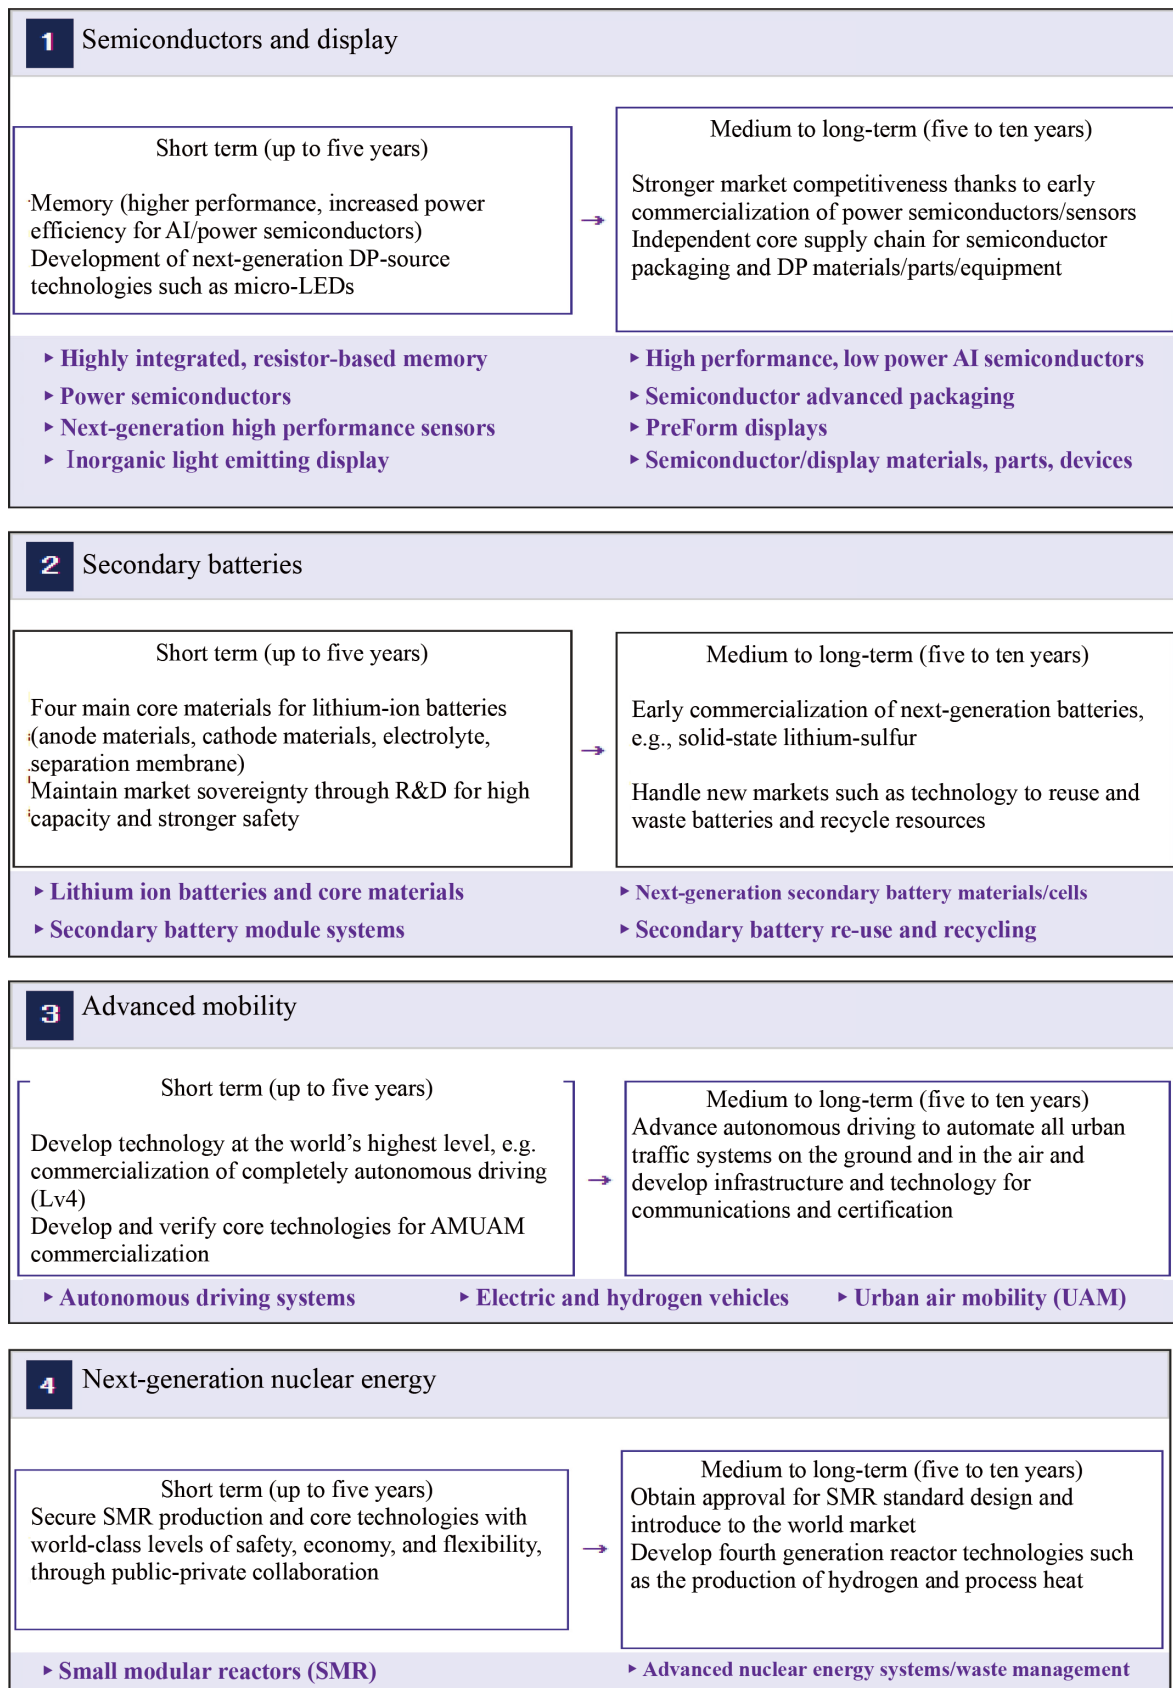 1 Semiconductors and display
Short term (up to five years)
Memory (higher performance, increased power
efficiency for AI/power semiconductors)
Development of next-generation DP-source
technologies such as micro-LEDs
→
Medium to long-term (five to ten years)
Stronger market competitiveness thanks to early
commercialization of power semiconductors/sensors
Independent core supply chain for semiconductor
packaging and DP materials/parts/equipment
▸ Highly integrated, resistor-based memory
▸ Power semiconductors
▸ Next-generation high performance sensors
▸ Inorganic light emitting display
▸ High performance, low power AI semiconductors
▸ Semiconductor advanced packaging
▸ PreForm displays
▸ Semiconductor/display materials, parts, devices
2 Secondary batteries
Short term (up to five years)
Four main core materials for lithium-ion batteries
(anode materials, cathode materials, electrolyte,
separation membrane)
Maintain market sovereignty through R&D for high
capacity and stronger safety
→
Medium to long-term (five to ten years)
Early commercialization of next-generation batteries,
e.g., solid-state lithium-sulfur
Handle new markets such as technology to reuse and
waste batteries and recycle resources
▸ Lithium ion batteries and core materials
▸ Secondary battery module systems
▸ Next-generation secondary battery materials/cells
▸ Secondary battery re-use and recycling
3 Advanced mobility
Short term (up to five years)
Develop technology at the world's highest level, e.g.
commercialization of completely autonomous driving
(Lv4)
Develop and verify core technologies for AMUAM
commercialization
→
Medium to long-term (five to ten years)
Advance autonomous driving to automate all urban
traffic systems on the ground and in the air and
develop infrastructure and technology for
communications and certification
▸ Autonomous driving systems
▸ Electric and hydrogen vehicles
▸ Urban air mobility (UAM)
4 Next-generation nuclear energy
Short term (up to five years)
Secure SMR production and core technologies with
world-class levels of safety, economy, and flexibility,
through public-private collaboration
→
Medium to long-term (five to ten years)
Obtain approval for SMR standard design and
introduce to the world market
Develop fourth generation reactor technologies such
as the production of hydrogen and process heat
▸ Small modular reactors (SMR)
▸ Advanced nuclear energy systems/waste management